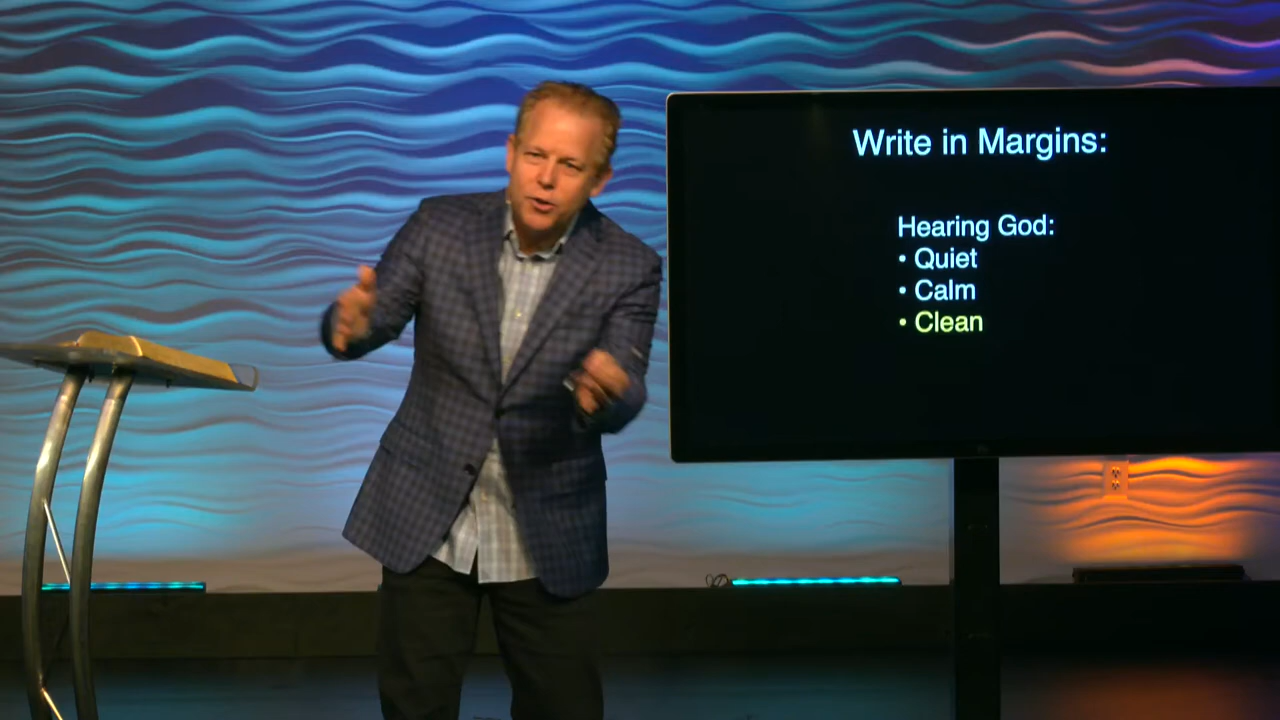 Write in Margins:
Hearing God:
• Quiet
• Calm
• Clean